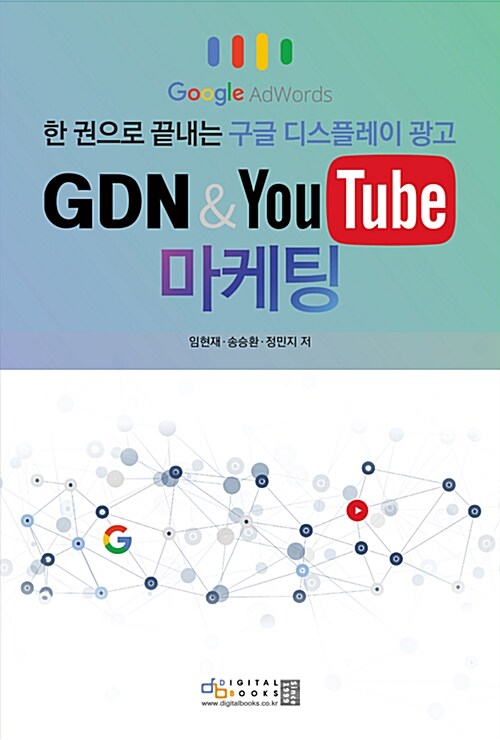 Google AdWords
한 권으로 끝내는 구글 디스플레이 광고
GDN & YouTube
마케팅
임현재·송승환·정민지 저
G
DIGITAL
BOOKS
www.digitalbooks.co.kr
Since
1999